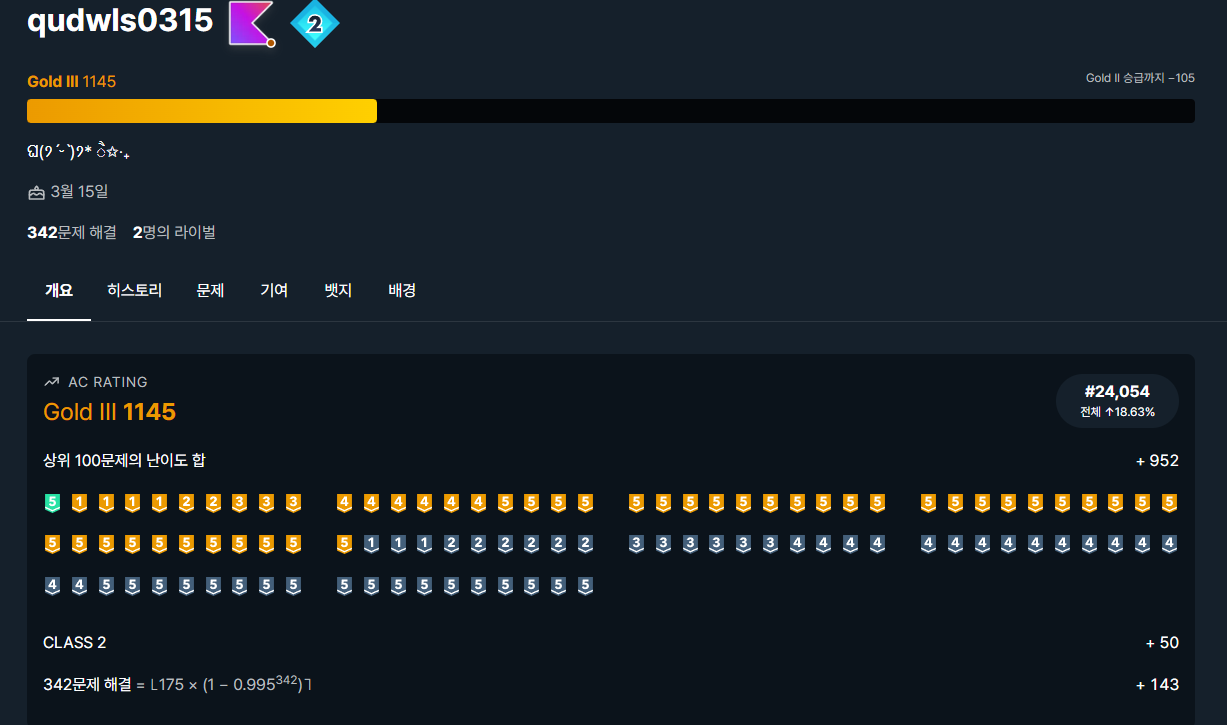 qudwls0315 2
Gold III 1145 Gold II 승급까지 −105
3월 15일
342문제 해결 2명의 라이벌
개요 히스토리 문제 기여 뱃지 배경
AC RATING
Gold III 1145
#24,054
전체 ↑18.63%
상위 100문제의 난이도 합 + 952
5 1 1 1 1 2 2 3 3 3 4 4 4 4 4 4 5 5 5 5 5 5 5 5 5 5 5 5 5 5 5 5 5 5 5 5 5 5 5 5
5 5 5 5 5 5 5 5 5 5 5 1 1 1 2 2 2 2 2 2 3 3 3 3 3 3 4 4 4 4 4 4 4 4 4 4 4 4 4 4
4 4 5 5 5 5 5 5 5 5 5 5 5 5 5 5 5 5 5 5
CLASS 2 + 50
342문제 해결 = ⌊175 × (1 − 0.995³⁴²)⌉ + 143